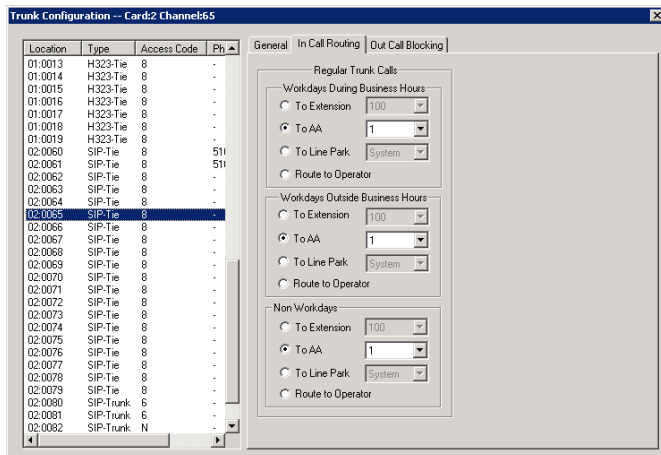 Trunk Configuration -- Card:2 Channel:65
Location Type Access Code Ph
01:0013 H323-Tie 8 -
01:0014 H323-Tie 8 -
01:0015 H323-Tie 8 -
01:0016 H323-Tie 8 -
01:0017 H323-Tie 8 -
01:0018 H323-Tie 8 -
01:0019 H323-Tie 8 -
02:0060 SIP-Tie 8 510
02:0061 SIP-Tie 8 510
02:0062 SIP-Tie 8 -
02:0063 SIP-Tie 8 -
02:0064 SIP-Tie 8 -
02:0065 SIP-Tie 8 -
02:0066 SIP-Tie 8 -
02:0067 SIP-Tie 8 -
02:0068 SIP-Tie 8 -
02:0069 SIP-Tie 8 -
02:0070 SIP-Tie 8 -
02:0071 SIP-Tie 8 -
02:0072 SIP-Tie 8 -
02:0073 SIP-Tie 8 -
02:0074 SIP-Tie 8 -
02:0075 SIP-Tie 8 -
02:0076 SIP-Tie 8 -
02:0077 SIP-Tie 8 -
02:0078 SIP-Tie 8 -
02:0079 SIP-Tie 8 -
02:0080 SIP-Trunk 6 -
02:0081 SIP-Trunk 6 -
02:0082 SIP-Trunk N -
General In Call Routing Out Call Blocking
Regular Trunk Calls
Workdays During Business Hours
To Extension 100
To AA 1
To Line Park System
Route to Operator
Workdays Outside Business Hours
To Extension 100
To AA 1
To Line Park System
Route to Operator
Non Workdays
To Extension 100
To AA 1
To Line Park System
Route to Operator